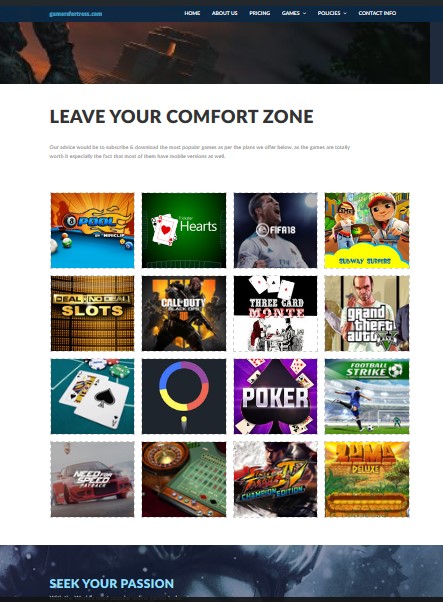 gamersfortress.com HOME ABOUT US PRICING GAMES POLICIES CONTACT INFO
LEAVE YOUR COMFORT ZONE
Our advice would be to subscribe & download the most popular games as per the plans we offer below, as the games are totally
worth it especially the fact that most of them have mobile versions as well.
8 BALL POOL
BY MINICLIP
Hearts
EA SPORTS FIFA18
SUBWAY SURFERS
DEAL OR NO DEAL
SLOTS
CALL OF DUTY
BLACK OPS
THREE CARD
MONTE
grand
theft
auto V
POKER
FOOTBALL
STRIKE
NEED FOR
SPEED
PAYBACK
STREET
FIGHTER IV
CHAMPION EDITION
ZUMA
DELUXE
SEEK YOUR PASSION